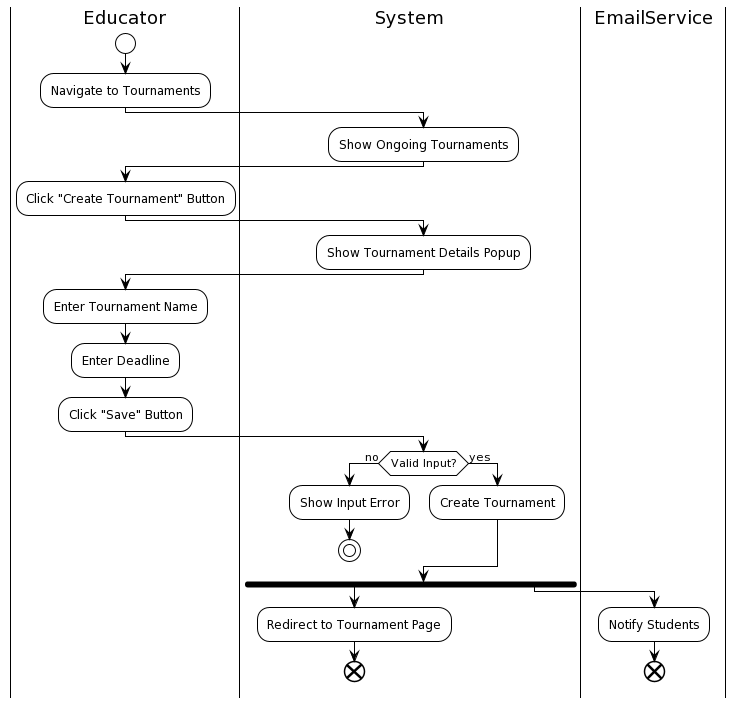 Educator
System
EmailService
Navigate to Tournaments
Show Ongoing Tournaments
Click "Create Tournament" Button
Show Tournament Details Popup
Enter Tournament Name
Enter Deadline
Click "Save" Button
no
Valid Input?
yes
Show Input Error
Create Tournament
Redirect to Tournament Page
Notify Students